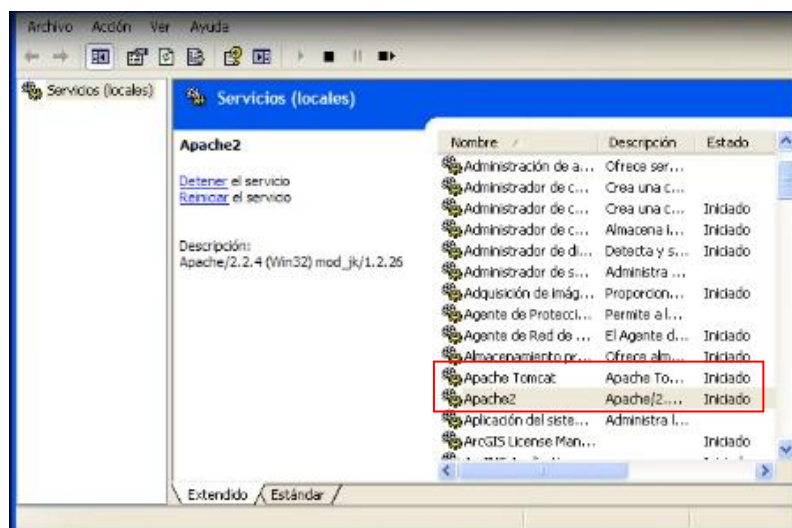 Archivo Acción Ver Ayuda
Servicios (locales)
Servicios (locales)
Apache2
Detener el servicio
Reiniciar el servicio
Descripción:
Apache/2.2.4 (Win32) mod_jk/1.2.26
Nombre Descripción Estado
Administración de a... Ofrece ser...
Administrador de c... Crea una c...
Administrador de c... Crea una c... Iniciado
Administrador de c... Almacena i... Iniciado
Administrador de di... Detecta y s... Iniciado
Administrador de s... Administra ...
Adquisición de imág... Proporcion... Iniciado
Agente de Protecci... Permite a l...
Agente de Red de ... El Agente d... Iniciado
Almacenamiento pr... Ofrece alm... Iniciado
Apache Tomcat Apache To... Iniciado
Apache2 Apache/2.... Iniciado
Aplicación del siste... Administra l...
ArcGIS License Man... Iniciado
Extendido Estándar